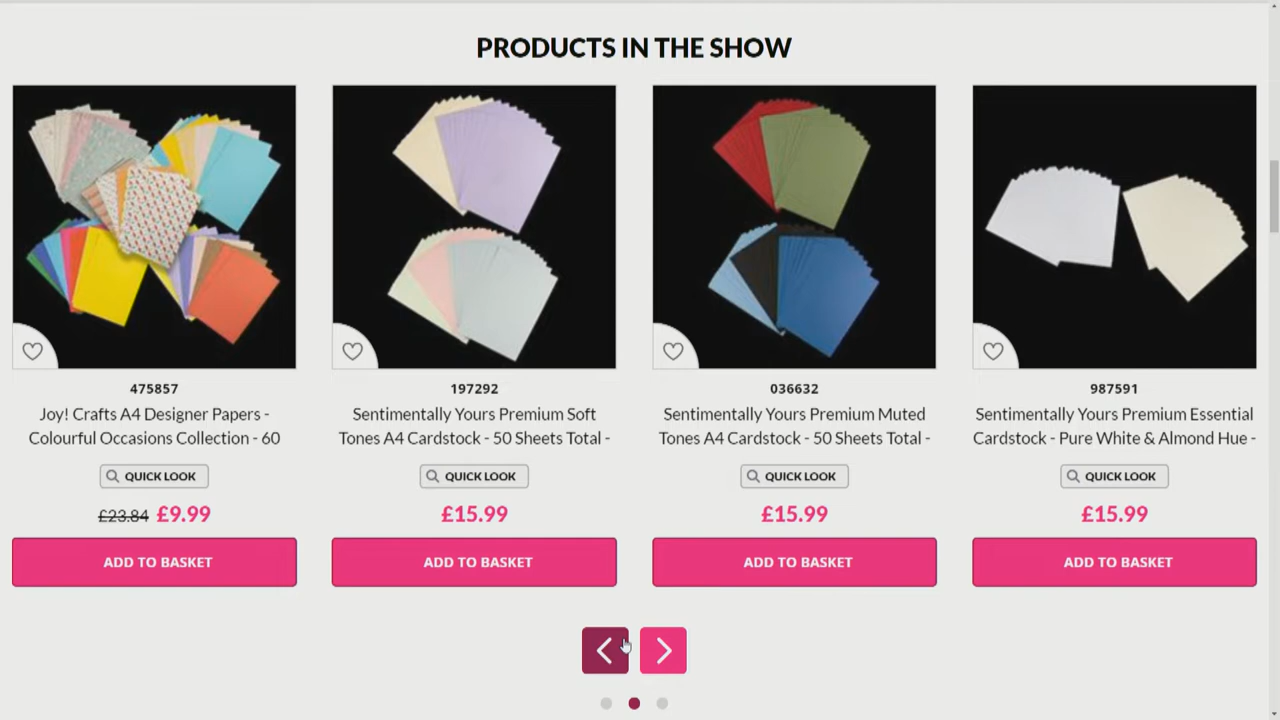 PRODUCTS IN THE SHOW
475857
Joy! Crafts A4 Designer Papers -
Colourful Occasions Collection - 60
QUICK LOOK
£23.84 £9.99
ADD TO BASKET
197292
Sentimentally Yours Premium Soft
Tones A4 Cardstock - 50 Sheets Total -
QUICK LOOK
£15.99
ADD TO BASKET
036632
Sentimentally Yours Premium Muted
Tones A4 Cardstock - 50 Sheets Total -
QUICK LOOK
£15.99
ADD TO BASKET
987591
Sentimentally Yours Premium Essential
Cardstock - Pure White & Almond Hue -
QUICK LOOK
£15.99
ADD TO BASKET